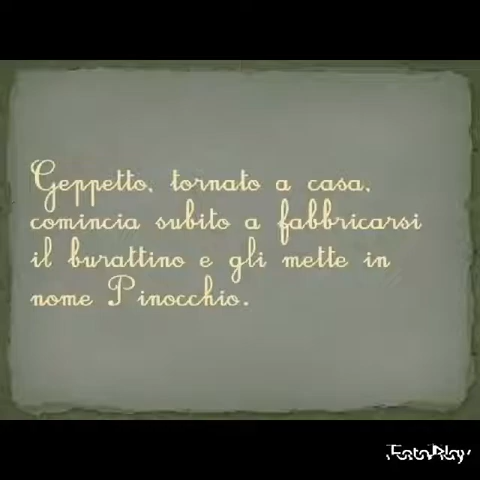 Geppetto, tornato a casa,
comincia subito a fabbricarsi
il burattino e gli mette in
nome Pinocchio.
FotoPlay